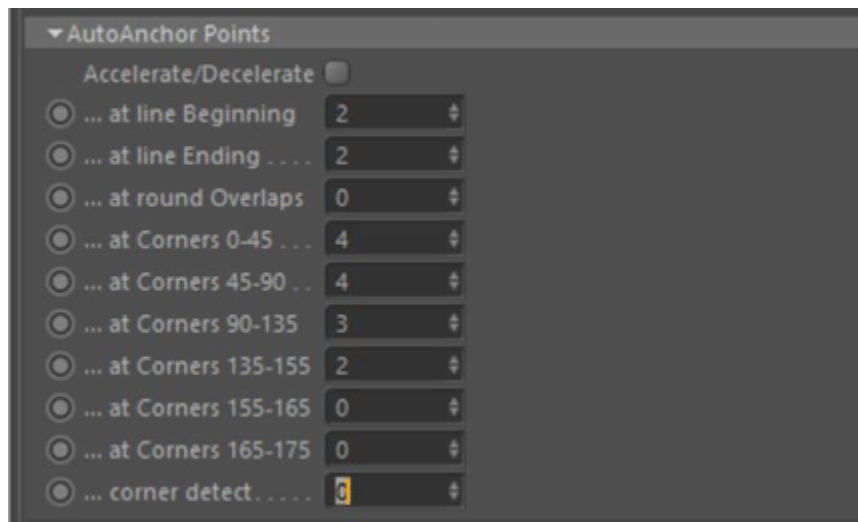 AutoAnchor Points
Accelerate/Decelerate
... at line Beginning 2
... at line Ending . . . . 2
... at round Overlaps 0
... at Corners 0-45 . . . 4
... at Corners 45-90 . . 4
... at Corners 90-135 3
... at Corners 135-155 2
... at Corners 155-165 0
... at Corners 165-175 0
... corner detect. . . . . 0